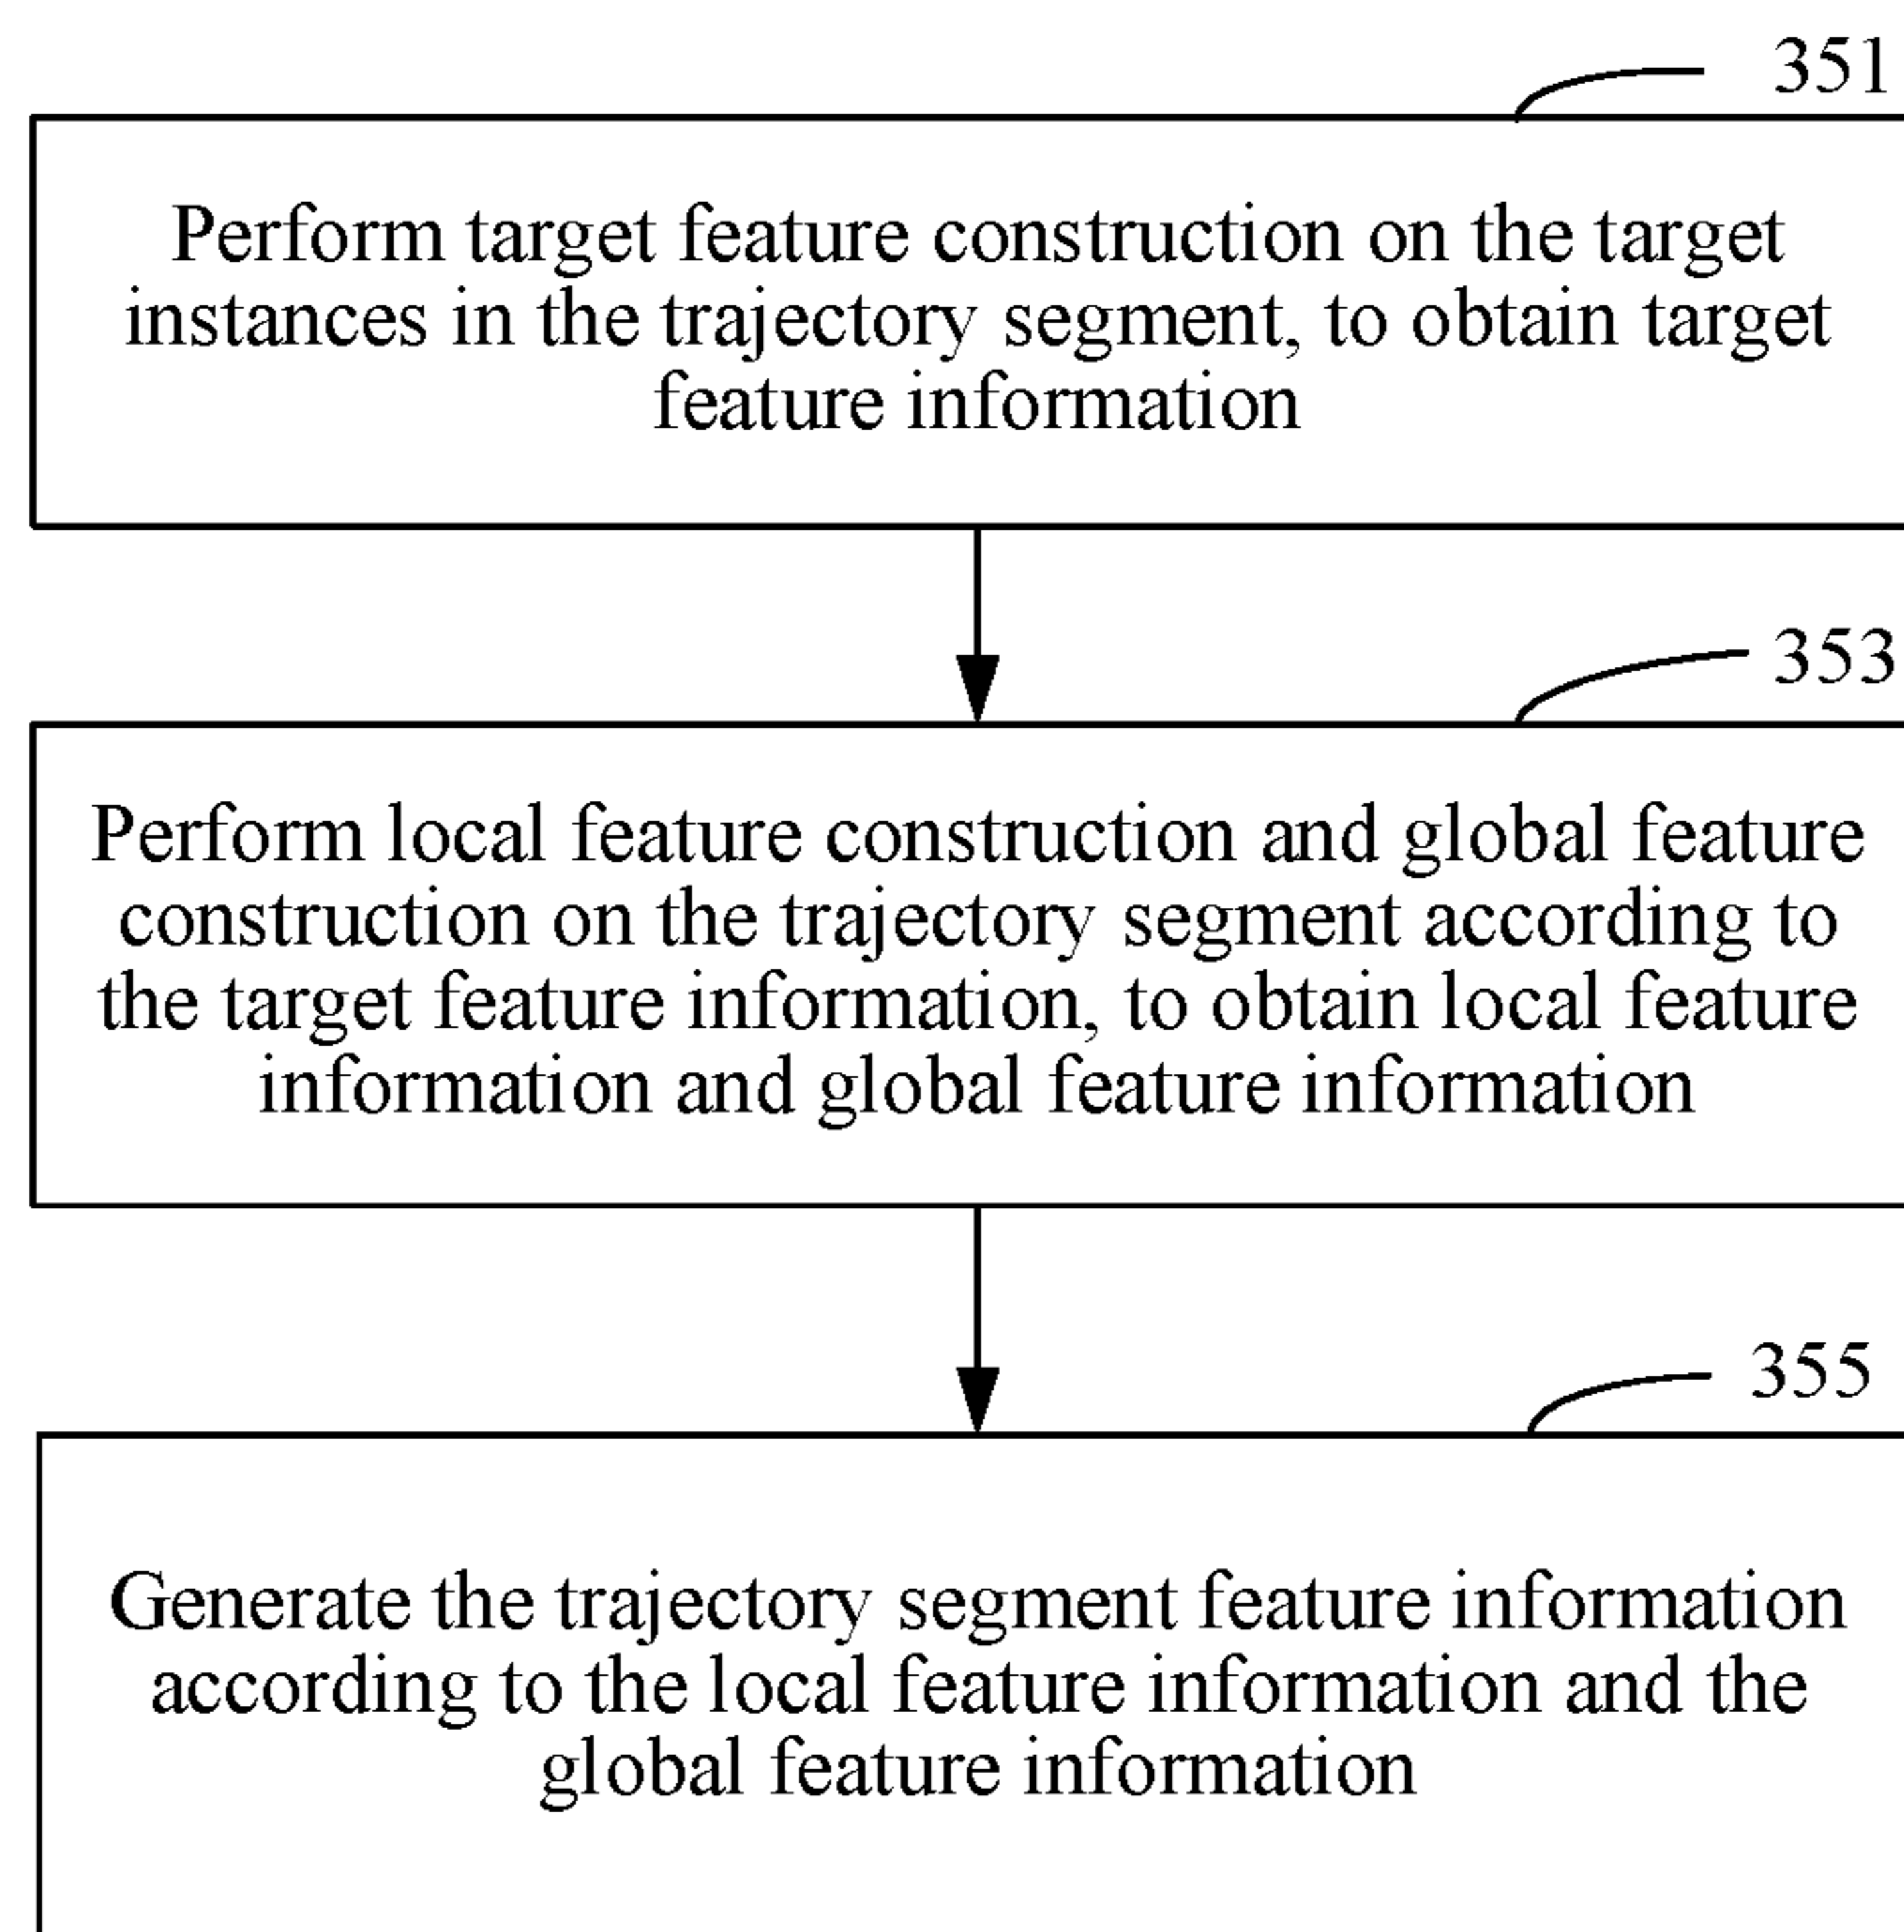 351
Perform target feature construction on the target
instances in the trajectory segment, to obtain target
feature information
353
Perform local feature construction and global feature
construction on the trajectory segment according to
the target feature information, to obtain local feature
information and global feature information
355
Generate the trajectory segment feature information
according to the local feature information and the
global feature information